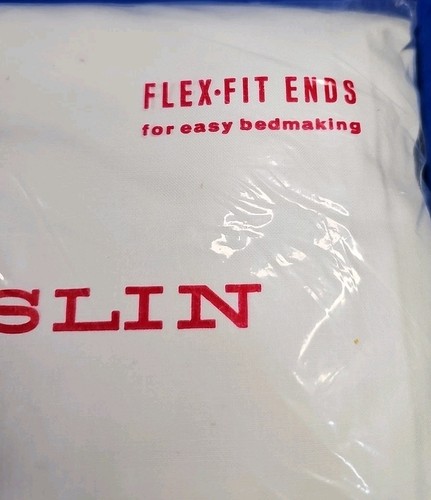 FLEX·FIT ENDS
for easy bedmaking
SLIN